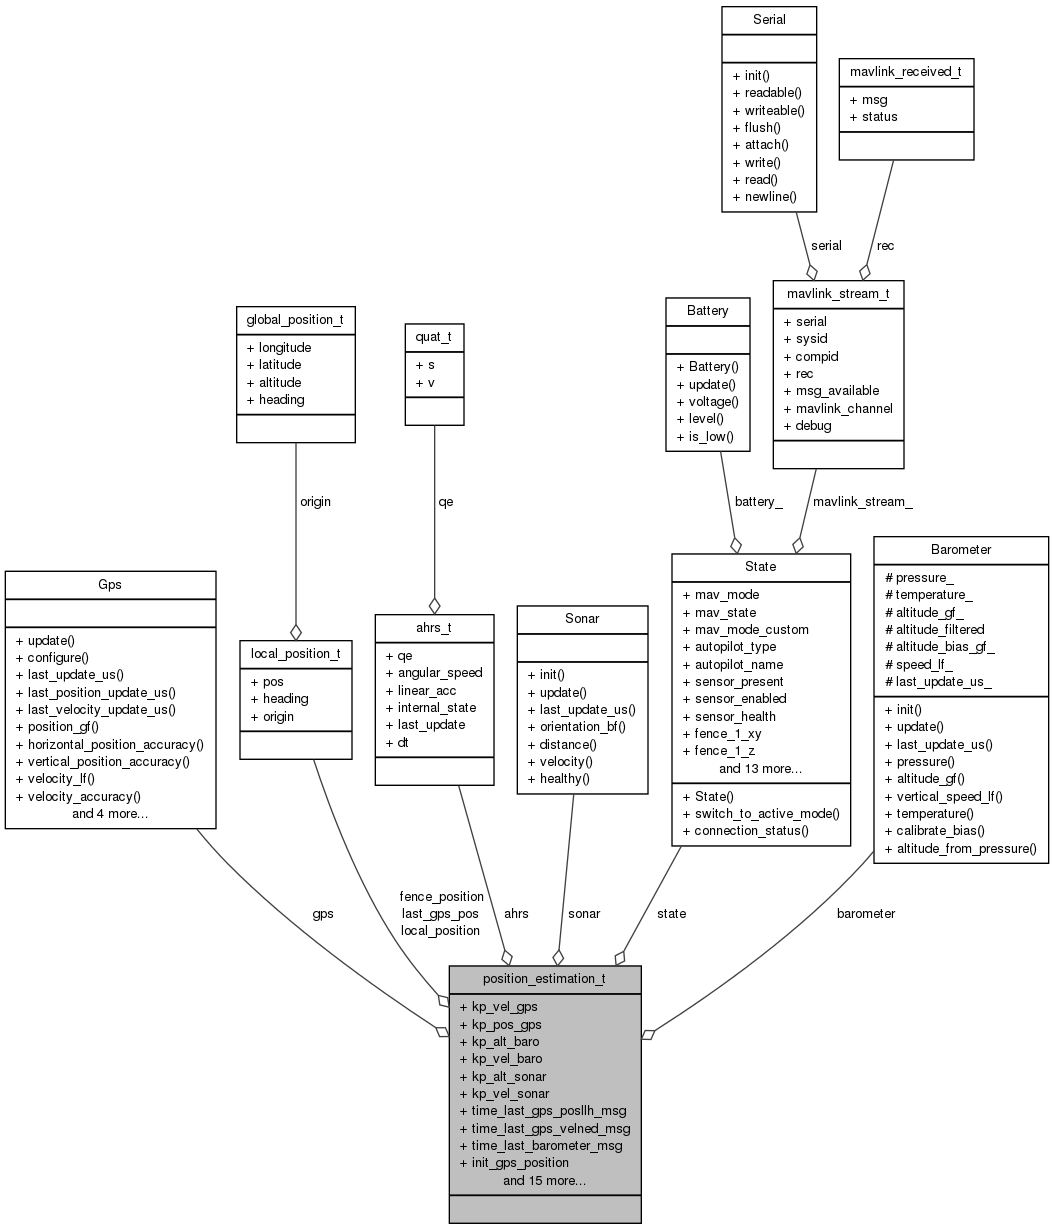 Serial
+ init()
+ readable()
+ writeable()
+ flush()
+ attach()
+ write()
+ read()
+ newline()
mavlink_received_t
+ msg
+ status
serial
rec
mavlink_stream_t
+ serial
+ sysid
+ compid
+ rec
+ msg_available
+ mavlink_channel
+ debug
Battery
+ Battery()
+ update()
+ voltage()
+ level()
+ is_low()
global_position_t
+ longitude
+ latitude
+ altitude
+ heading
quat_t
+ s
+ v
origin
qe
battery_
mavlink_stream_
Gps
+ update()
+ configure()
+ last_update_us()
+ last_position_update_us()
+ last_velocity_update_us()
+ position_gf()
+ horizontal_position_accuracy()
+ vertical_position_accuracy()
+ velocity_lf()
+ velocity_accuracy()
and 4 more...
local_position_t
+ pos
+ heading
+ origin
ahrs_t
+ qe
+ angular_speed
+ linear_acc
+ internal_state
+ last_update
+ dt
Sonar
+ init()
+ update()
+ last_update_us()
+ orientation_bf()
+ distance()
+ velocity()
+ healthy()
State
+ mav_mode
+ mav_state
+ mav_mode_custom
+ autopilot_type
+ autopilot_name
+ sensor_present
+ sensor_enabled
+ sensor_health
+ fence_1_xy
+ fence_1_z
and 13 more...
+ State()
+ switch_to_active_mode()
+ connection_status()
Barometer
# pressure_
# temperature_
# altitude_gf_
# altitude_filtered
# altitude_bias_gf_
# speed_lf_
# last_update_us_
+ init()
+ update()
+ last_update_us()
+ pressure()
+ altitude_gf()
+ vertical_speed_lf()
+ temperature()
+ calibrate_bias()
+ altitude_from_pressure()
gps
fence_position
last_gps_pos
local_position
ahrs
sonar
state
barometer
position_estimation_t
+ kp_vel_gps
+ kp_pos_gps
+ kp_alt_baro
+ kp_vel_baro
+ kp_alt_sonar
+ kp_vel_sonar
+ time_last_gps_posllh_msg
+ time_last_gps_velned_msg
+ time_last_barometer_msg
+ init_gps_position
and 15 more...